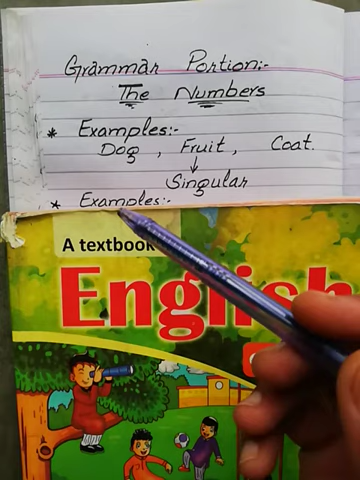 Grammar Portion:-
The Numbers
* Examples:-
Dog, Fruit, Coat.
↓
Singular
* Examples:-
A textbook
English